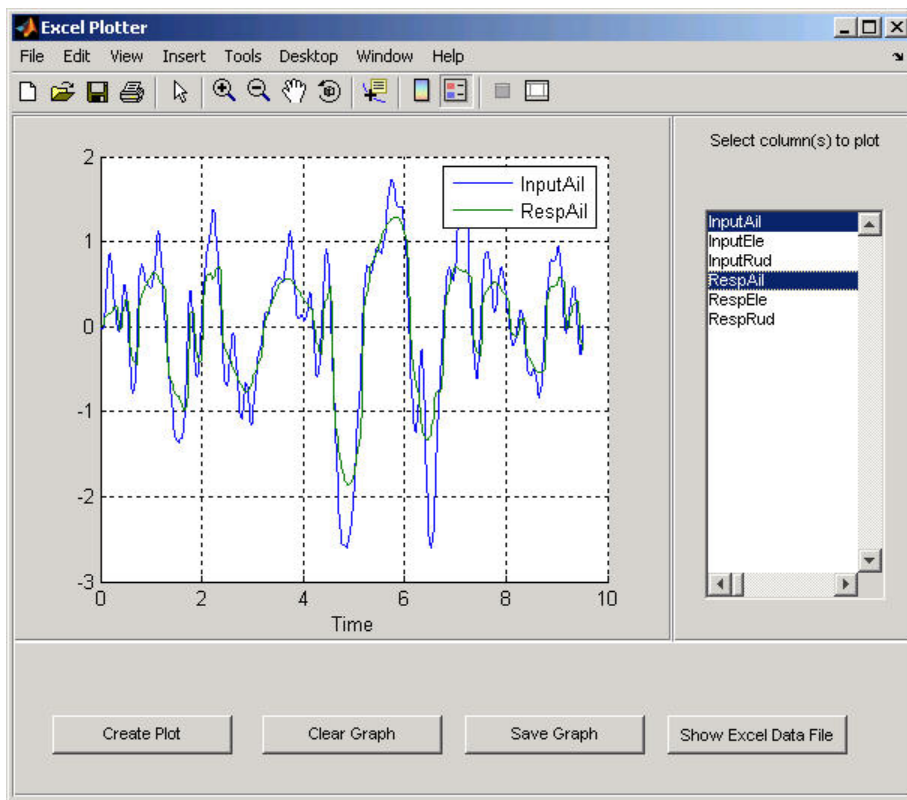 Excel Plotter
File Edit View Insert Tools Desktop Window Help
Select column(s) to plot
2
1
0
-1
-2
-3
0 2 4 6 8 10
Time
InputAil
RespAil
InputAil
InputEle
InputRud
RespAil
RespEle
RespRud
Create Plot
Clear Graph
Save Graph
Show Excel Data File